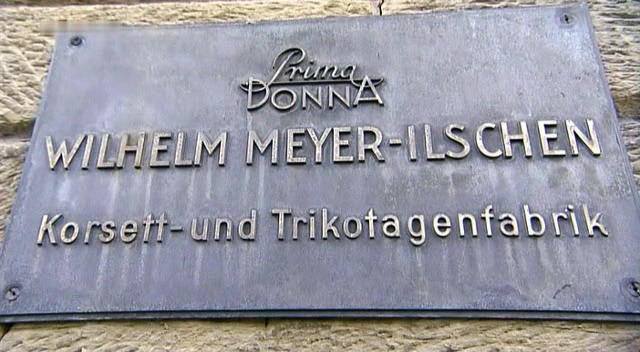 Prima
DONNA
WILHELM MEYER-ILSCHEN
Korsett- und Trikotagenfabrik